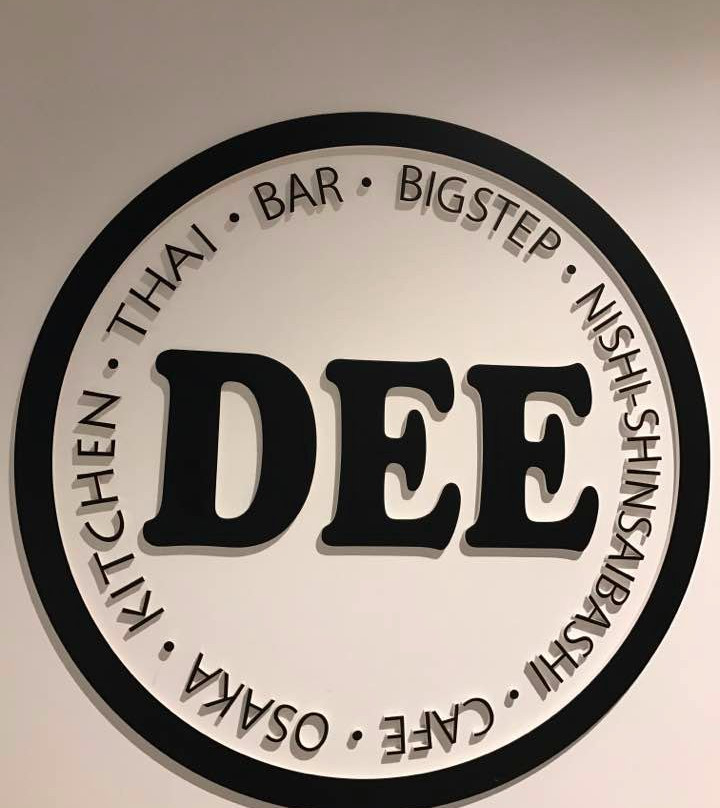 THAI • BAR • BIGSTEP • NISHI-SHINSAIBASHI • CAFE • OSAKA • KITCHEN •
DEE